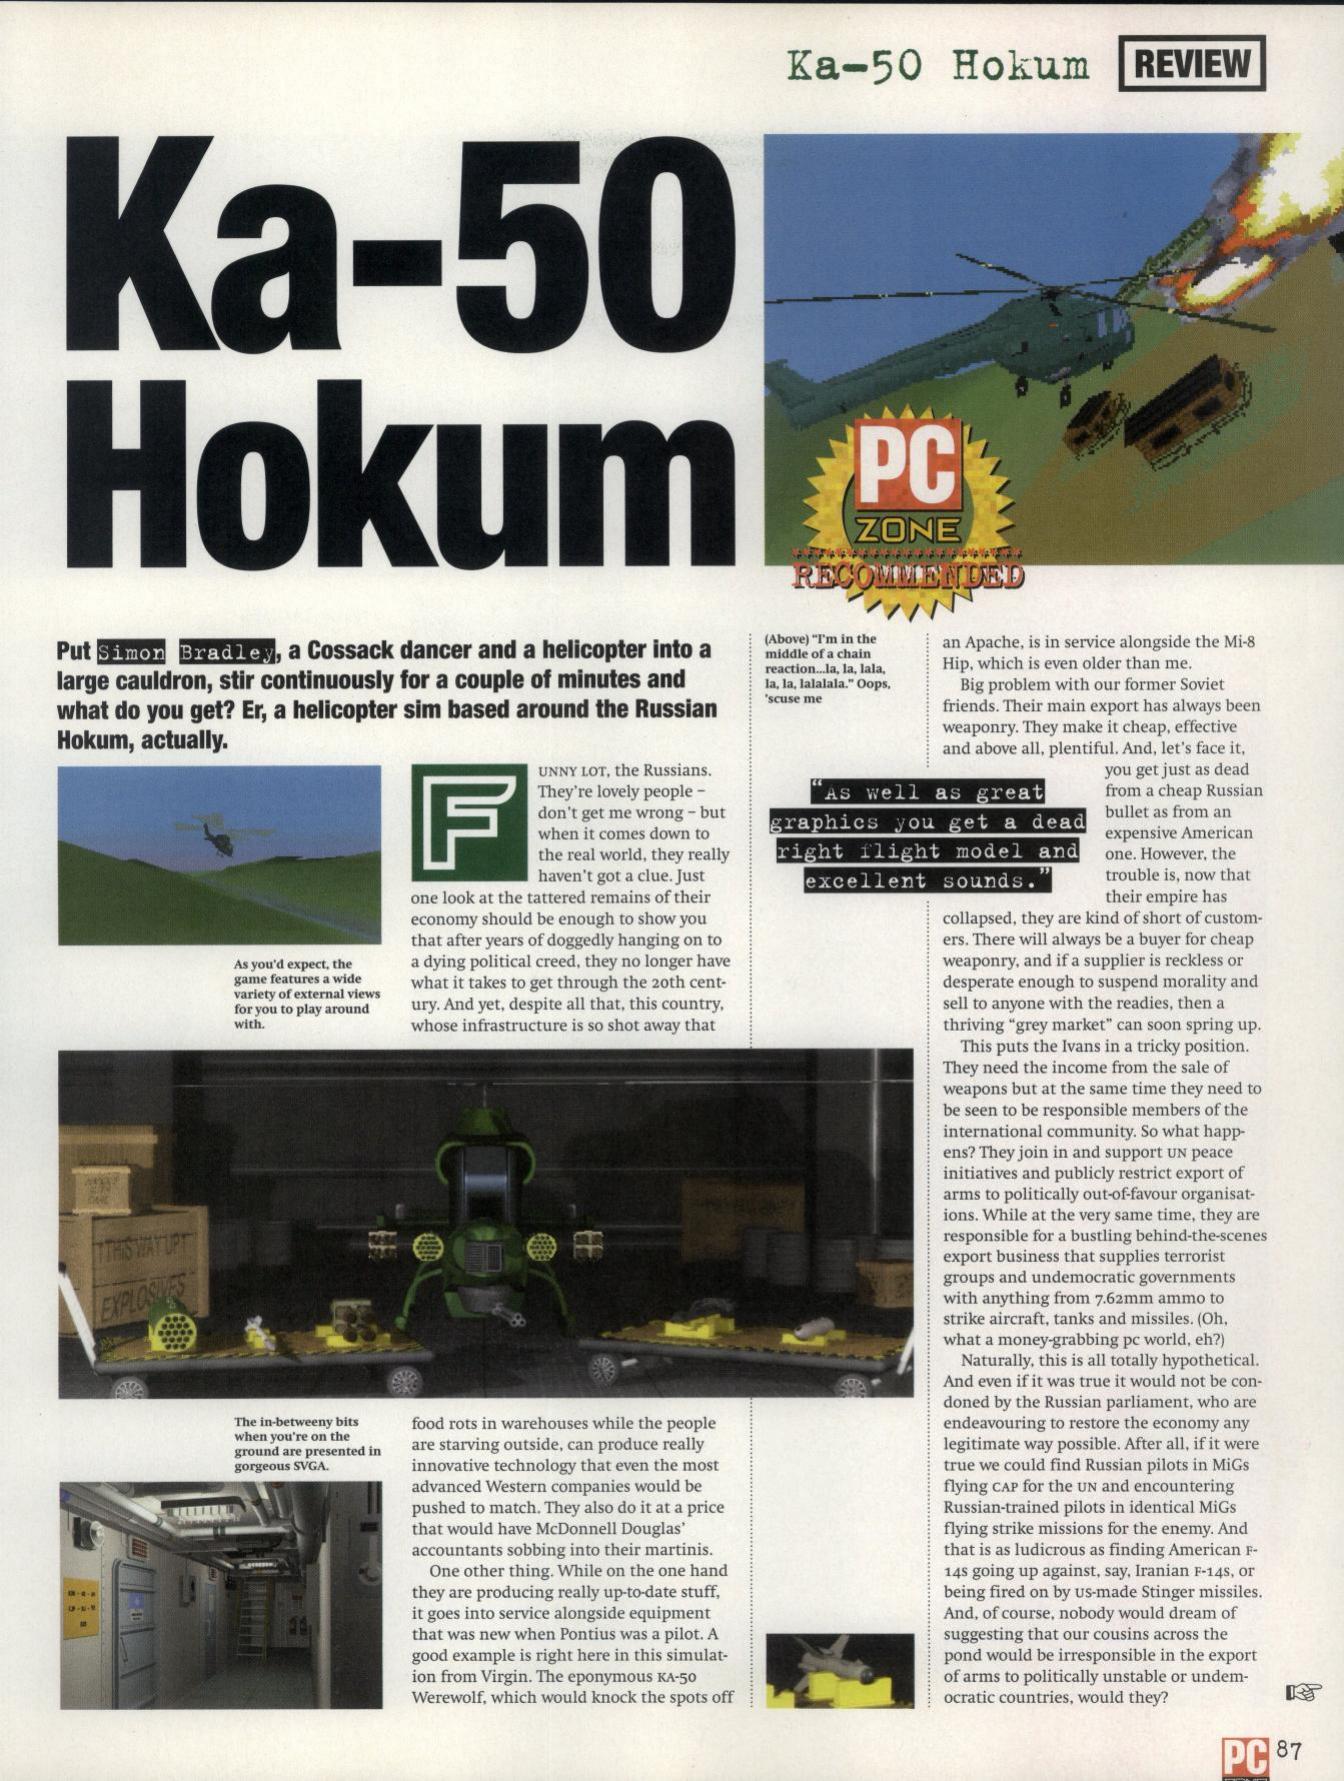 Ka-50 Hokum REVIEW
Ka-50
Hokum
PC
ZONE
RECOMMENDED
Put Simon Bradley, a Cossack dancer and a helicopter into a
large cauldron, stir continuously for a couple of minutes and
what do you get? Er, a helicopter sim based around the Russian
Hokum, actually.
(Above) "I'm in the
middle of a chain
reaction...la, la, lala,
la, la, lalalala." Oops,
'scuse me
As you'd expect, the
game features a wide
variety of external views
for you to play around
with.
FUNNY LOT, the Russians.
They're lovely people –
don't get me wrong – but
when it comes down to
the real world, they really
haven't got a clue. Just
one look at the tattered remains of their
economy should be enough to show you
that after years of doggedly hanging on to
a dying political creed, they no longer have
what it takes to get through the 20th cent-
ury. And yet, despite all that, this country,
whose infrastructure is so shot away that
THIS WAY UP
EXPLOSIVES
The in-betweeny bits
when you're on the
ground are presented in
gorgeous SVGA.
food rots in warehouses while the people
are starving outside, can produce really
innovative technology that even the most
advanced Western companies would be
pushed to match. They also do it at a price
that would have McDonnell Douglas'
accountants sobbing into their martinis.
One other thing. While on the one hand
they are producing really up-to-date stuff,
it goes into service alongside equipment
that was new when Pontius was a pilot. A
good example is right here in this simulat-
ion from Virgin. The eponymous KA-50
Werewolf, which would knock the spots off
"As well as great
graphics you get a dead
right flight model and
excellent sounds."
an Apache, is in service alongside the Mi-8
Hip, which is even older than me.
Big problem with our former Soviet
friends. Their main export has always been
weaponry. They make it cheap, effective
and above all, plentiful. And, let's face it,
you get just as dead
from a cheap Russian
bullet as from an
expensive American
one. However, the
trouble is, now that
their empire has
collapsed, they are kind of short of custom-
ers. There will always be a buyer for cheap
weaponry, and if a supplier is reckless or
desperate enough to suspend morality and
sell to anyone with the readies, then a
thriving "grey market" can soon spring up.
This puts the Ivans in a tricky position.
They need the income from the sale of
weapons but at the same time they need to
be seen to be responsible members of the
international community. So what happ-
ens? They join in and support UN peace
initiatives and publicly restrict export of
arms to politically out-of-favour organisat-
ions. While at the very same time, they are
responsible for a bustling behind-the-scenes
export business that supplies terrorist
groups and undemocratic governments
with anything from 7.62mm ammo to
strike aircraft, tanks and missiles. (Oh,
what a money-grabbing pc world, eh?)
Naturally, this is all totally hypothetical.
And even if it was true it would not be con-
doned by the Russian parliament, who are
endeavouring to restore the economy any
legitimate way possible. After all, if it were
true we could find Russian pilots in MiGs
flying CAP for the UN and encountering
Russian-trained pilots in identical MiGs
flying strike missions for the enemy. And
that is as ludicrous as finding American F-
14s going up against, say, Iranian F-14s, or
being fired on by US-made Stinger missiles.
And, of course, nobody would dream of
suggesting that our cousins across the
pond would be irresponsible in the export
of arms to politically unstable or undem-
ocratic countries, would they?
PC 87